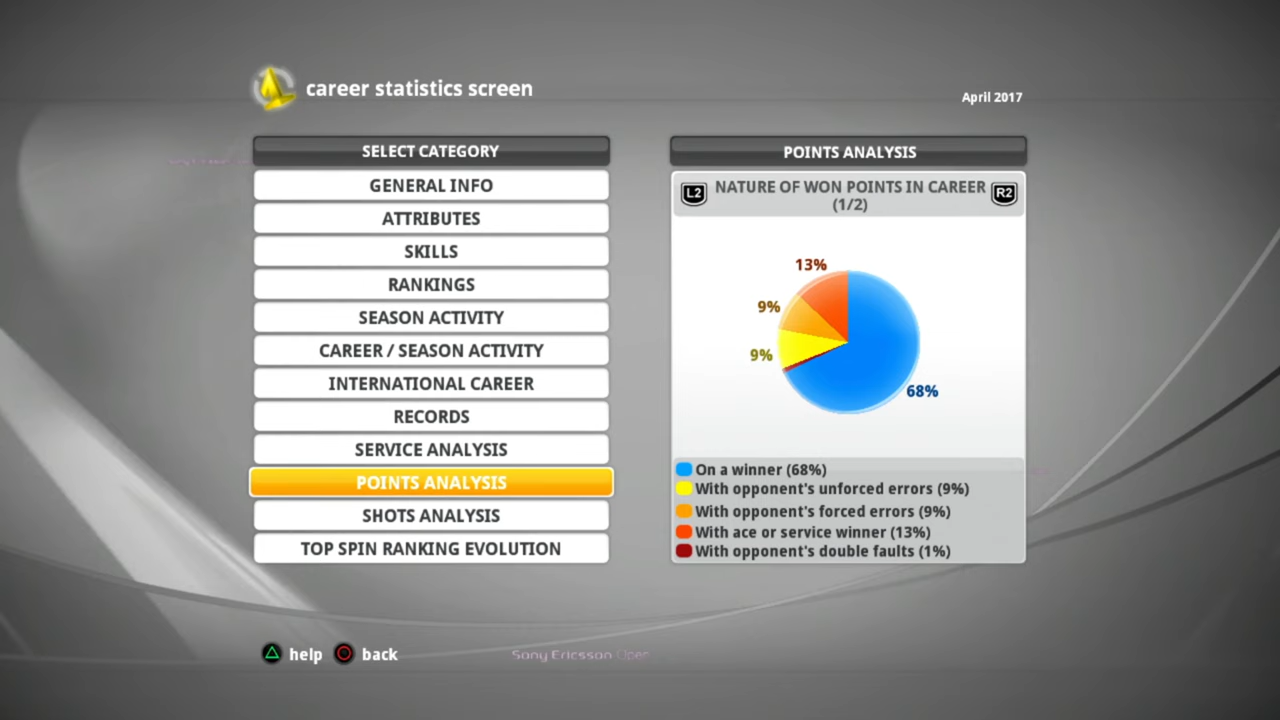 career statistics screen
April 2017
SELECT CATEGORY
GENERAL INFO
ATTRIBUTES
SKILLS
RANKINGS
SEASON ACTIVITY
CAREER / SEASON ACTIVITY
INTERNATIONAL CAREER
RECORDS
SERVICE ANALYSIS
POINTS ANALYSIS
SHOTS ANALYSIS
TOP SPIN RANKING EVOLUTION
POINTS ANALYSIS
L2 NATURE OF WON POINTS IN CAREER R2
(1/2)
13%
9%
9%
68%
On a winner (68%)
With opponent's unforced errors (9%)
With opponent's forced errors (9%)
With ace or service winner (13%)
With opponent's double faults (1%)
help back
Sony Ericsson Open